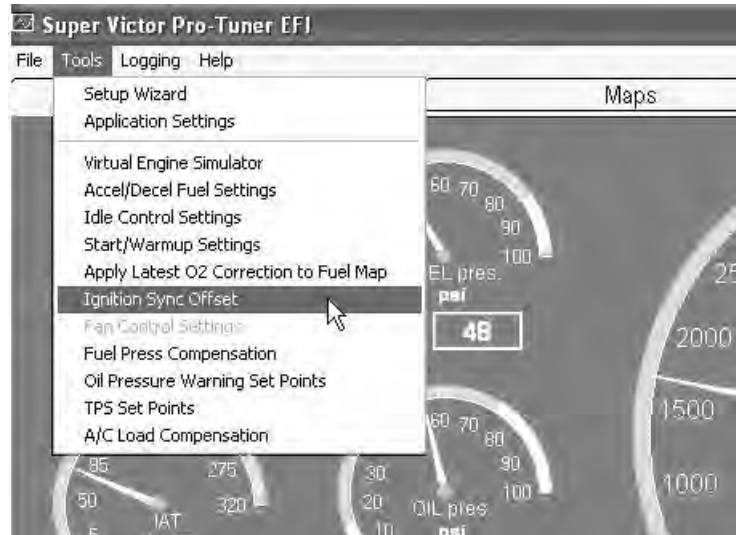 Super Victor Pro-Tuner EFI
File Tools Logging Help
Setup Wizard
Application Settings
Maps
Virtual Engine Simulator
Accel/Decel Fuel Settings
Idle Control Settings
Start/Warmup Settings
Apply Latest O2 Correction to Fuel Map
Ignition Sync Offset
Fan Control Settings
Fuel Press Compensation
Oil Pressure Warning Set Points
TPS Set Points
A/C Load Compensation
60 70 80 90 100
EL pres.
psi
48
2000
1500
1000
95 275
50 320
IAT
60 70 80 90 100
30
20
10
OIL pres
psi